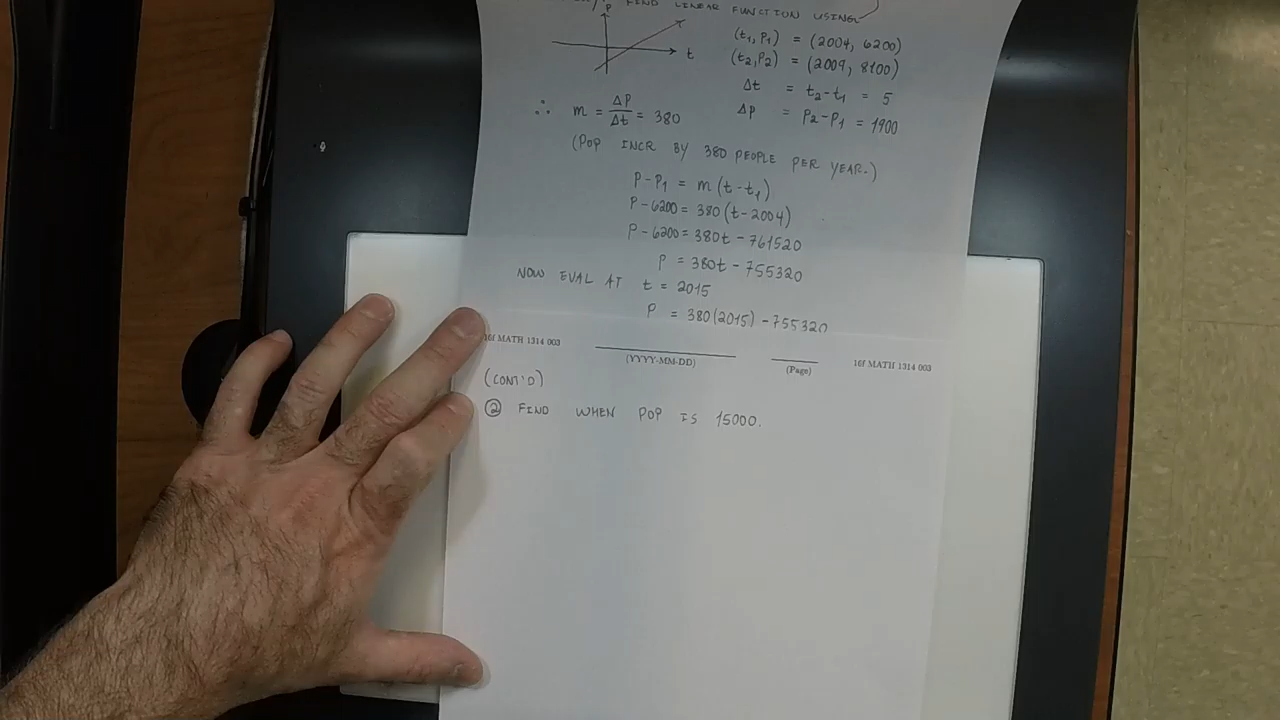 FIND LINEAR FUNCTION USING
P
t
(t₁, P₁) = (2004, 6200)
(t₂, P₂) = (2009, 8100)
Δt = t₂-t₁ = 5
ΔP = P₂-P₁ = 1900
∴ m = ΔP/Δt = 380
(POP INCR BY 380 PEOPLE PER YEAR.)
P-P₁ = m(t-t₁)
P-6200 = 380(t-2004)
P-6200 = 380t - 761520
P = 380t - 755320
NOW EVAL AT t = 2015
P = 380(2015) - 755320
16f MATH 1314 003
(YYYY-MM-DD)
(Page)
16f MATH 1314 003
(CONT'D)
② FIND WHEN POP IS 15000.